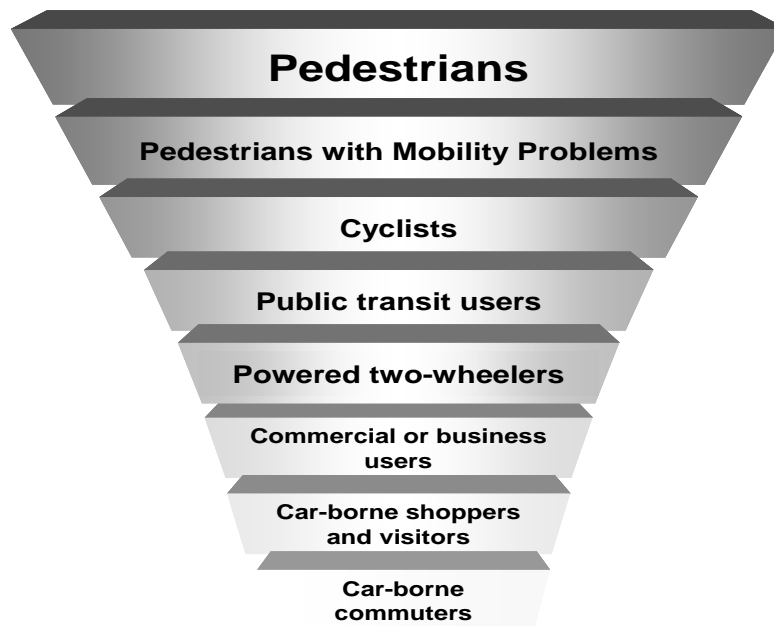 Pedestrians
Pedestrians with Mobility Problems
Cyclists
Public transit users
Powered two-wheelers
Commercial or business
users
Car-borne shoppers
and visitors
Car-borne
commuters